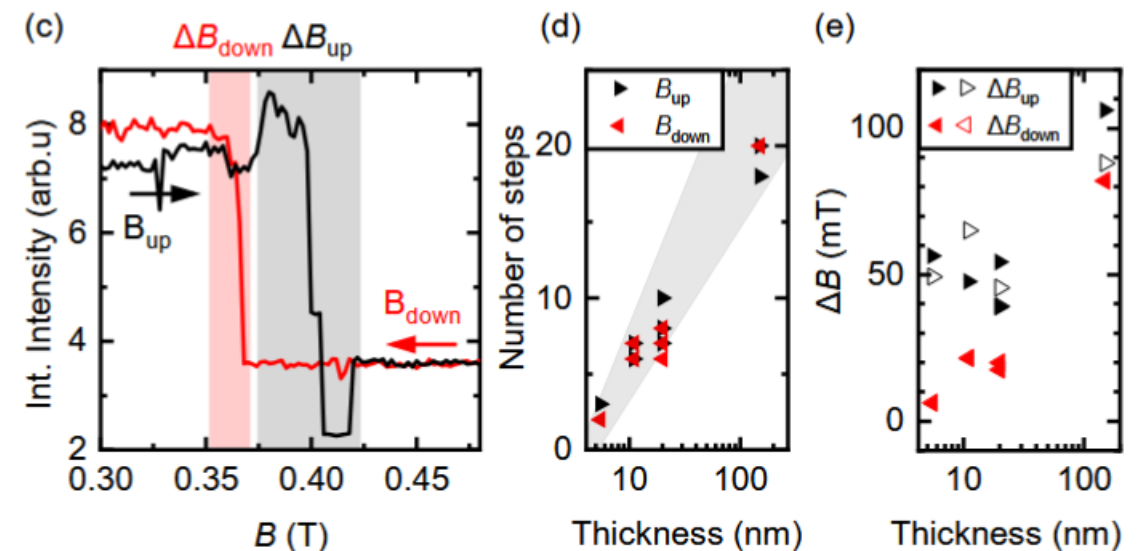 (c)
ΔB_down ΔB_up
8
6
4
2
Int. Intensity (arb.u)
B_up
B_down
0.30 0.35 0.40 0.45
B (T)
(d)
B_up
B_down
20
10
0
Number of steps
10 100
Thickness (nm)
(e)
ΔB_up
ΔB_down
100
50
0
ΔB (mT)
10 100
Thickness (nm)